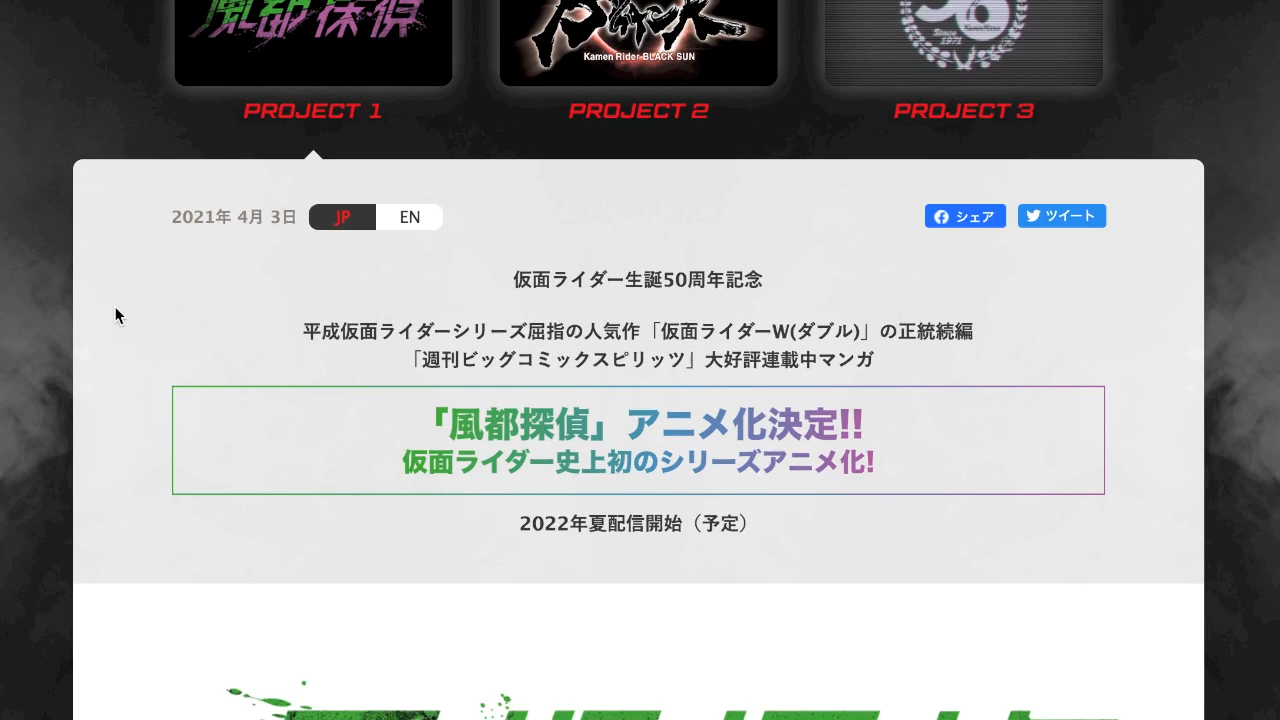 風都探偵
BLACK
Kamen Rider BLACK SUN
Since
1971
PROJECT 1
PROJECT 2
PROJECT 3
2021年 4月 3日
JP
EN
シェア
ツイート
仮面ライダー生誕50周年記念
平成仮面ライダーシリーズ屈指の人気作「仮面ライダーW(ダブル)」の正統続編
「週刊ビッグコミックスピリッツ」大好評連載中マンガ
「風都探偵」アニメ化決定!!
仮面ライダー史上初のシリーズアニメ化!
2022年夏配信開始（予定）